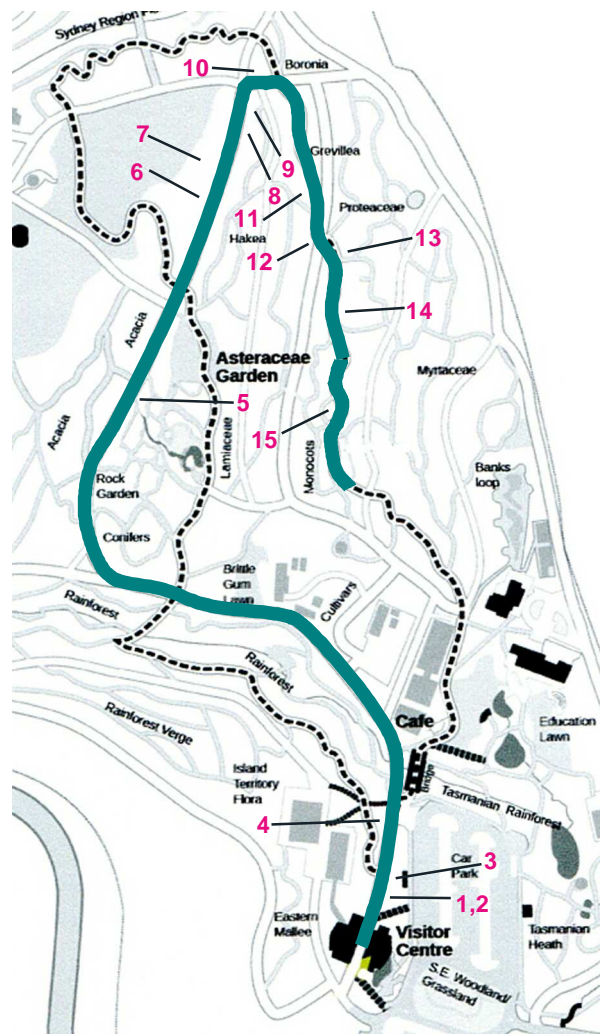 Sydney Region Fl
10
Boronia
7
9
Grevillea
6
8
11
Proteaceae
Hakea
13
12
14
Acacia
Asteraceae
Garden
Myrtaceae
5
Acacia
15
Lamiaceae
Monocots
Rock
Garden
Banks
loop
Conifers
Brittle
Gum
Lawn
Cultivars
Rainforest
Rainforest
Rainforest Verge
Cafe
Education
Lawn
Island
Territory
Flora
Bridge
Tasmanian Rainforest
4
Car
Park
3
1,2
Eastern
Mallee
Visitor
Centre
Tasmanian
Heath
S.E. Woodland/
Grassland